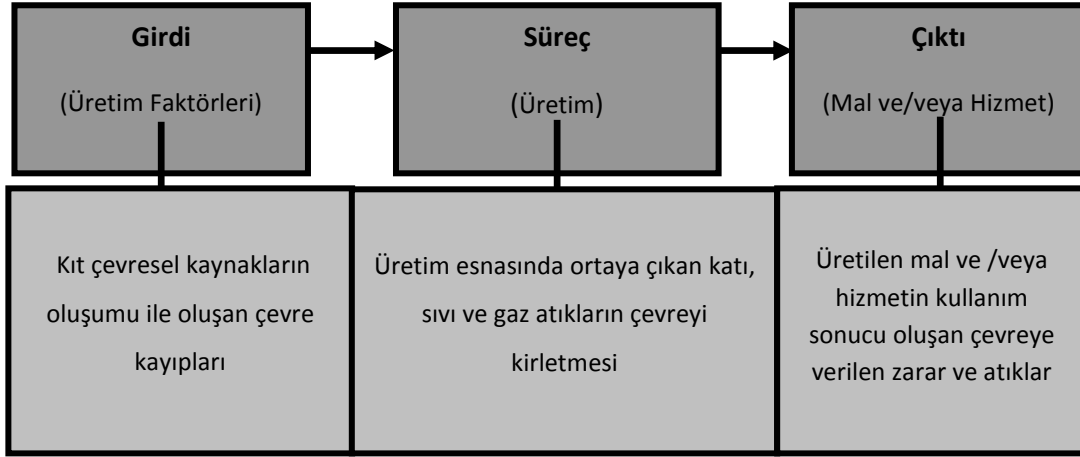 Girdi
(Üretim Faktörleri)
Süreç
(Üretim)
Çıktı
(Mal ve/veya Hizmet)
Kıt çevresel kaynakların
oluşumu ile oluşan çevre
kayıpları
Üretim esnasında ortaya çıkan katı,
sıvı ve gaz atıkların çevreyi
kirletmesi
Üretilen mal ve /veya
hizmetin kullanım
sonucu oluşan çevreye
verilen zarar ve atıklar